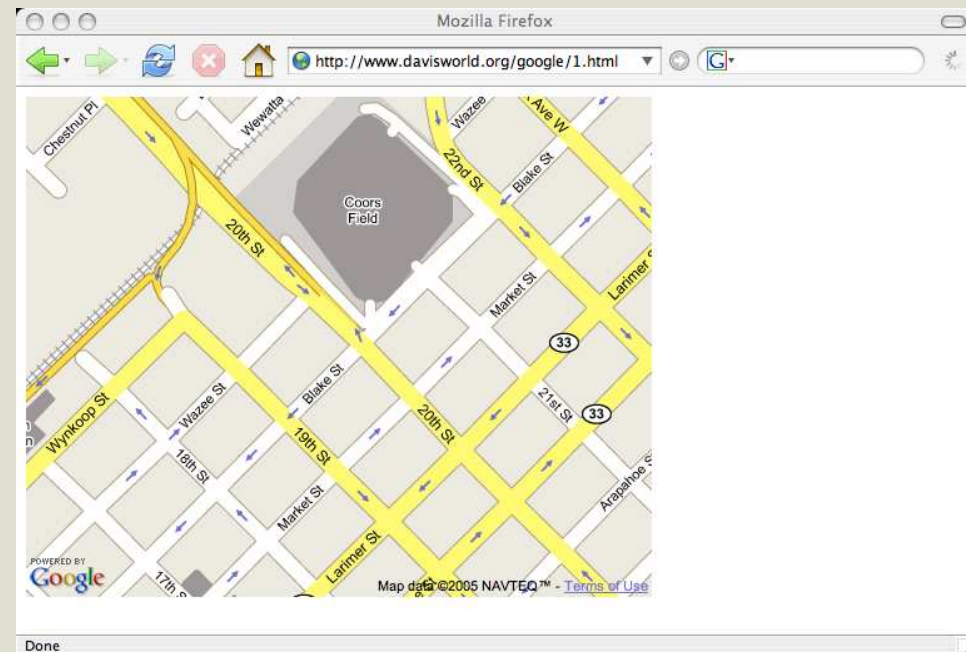 Mozilla Firefox
http://www.davisworld.org/google/1.html
G
Chestnut Pl
Wewatta
Wazee
Ave W
22nd St
Blake St
Coors
Field
20th St
Larimer
Market St
33
Blake St
21st St
33
Wazee St
20th St
Wynkoop St
19th St
18th St
Arapahoe S
Market St
Larimer St
POWERED BY
Google
17th S
Map data ©2005 NAVTEQ™ - Terms of Use
Done